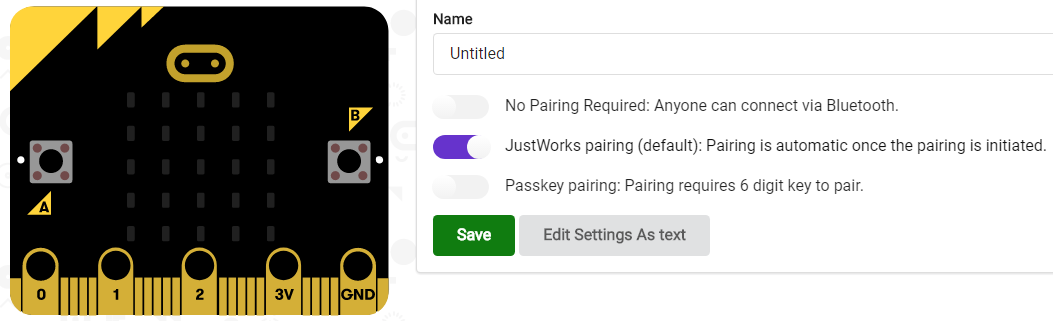 Name
Untitled
No Pairing Required: Anyone can connect via Bluetooth.
JustWorks pairing (default): Pairing is automatic once the pairing is initiated.
Passkey pairing: Pairing requires 6 digit key to pair.
Save Edit Settings As text
B
A
0 1 2 3V GND